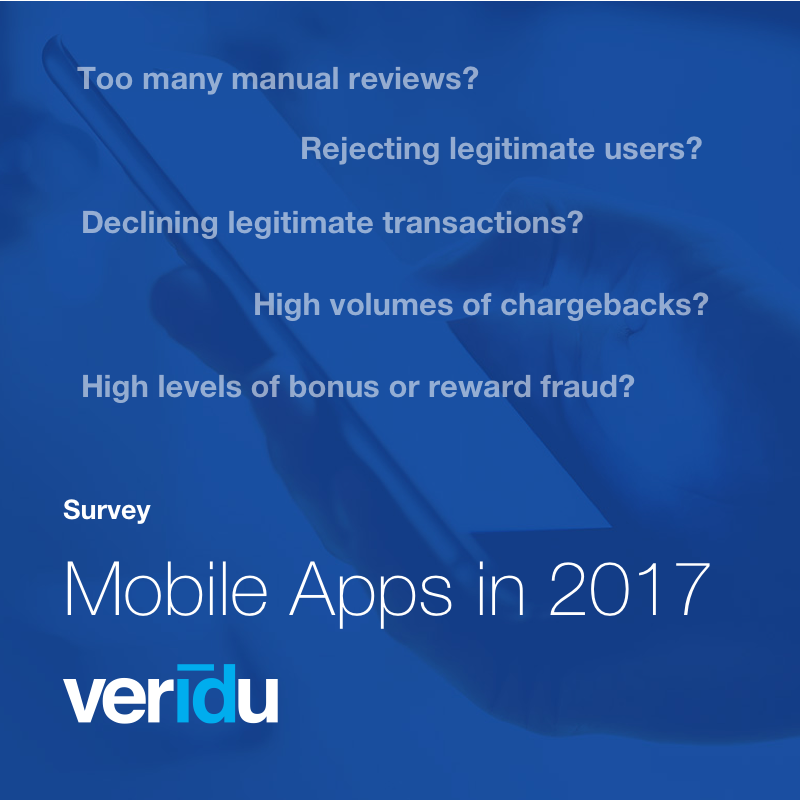 Too many manual reviews?
Rejecting legitimate users?
Declining legitimate transactions?
High volumes of chargebacks?
High levels of bonus or reward fraud?
Survey
Mobile Apps in 2017
veridu